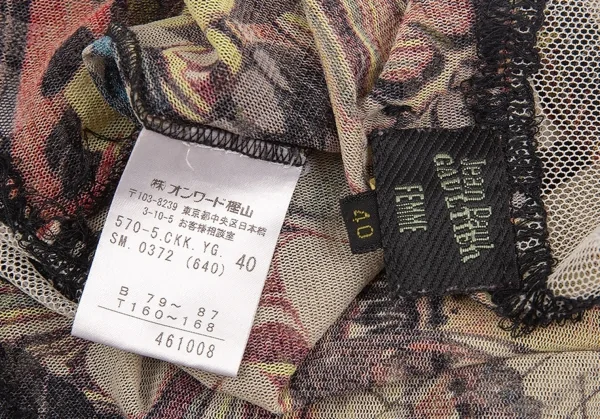 (株) オンワード樫山
〒103-8239 東京都中央区日本橋
3-10-5 お客様相談室
570-5.CKK.YG. 40
SM. 0372 (640)
B 79〜 87
T160〜168
461008
40
Jean Paul
GAULTIER
FEMME